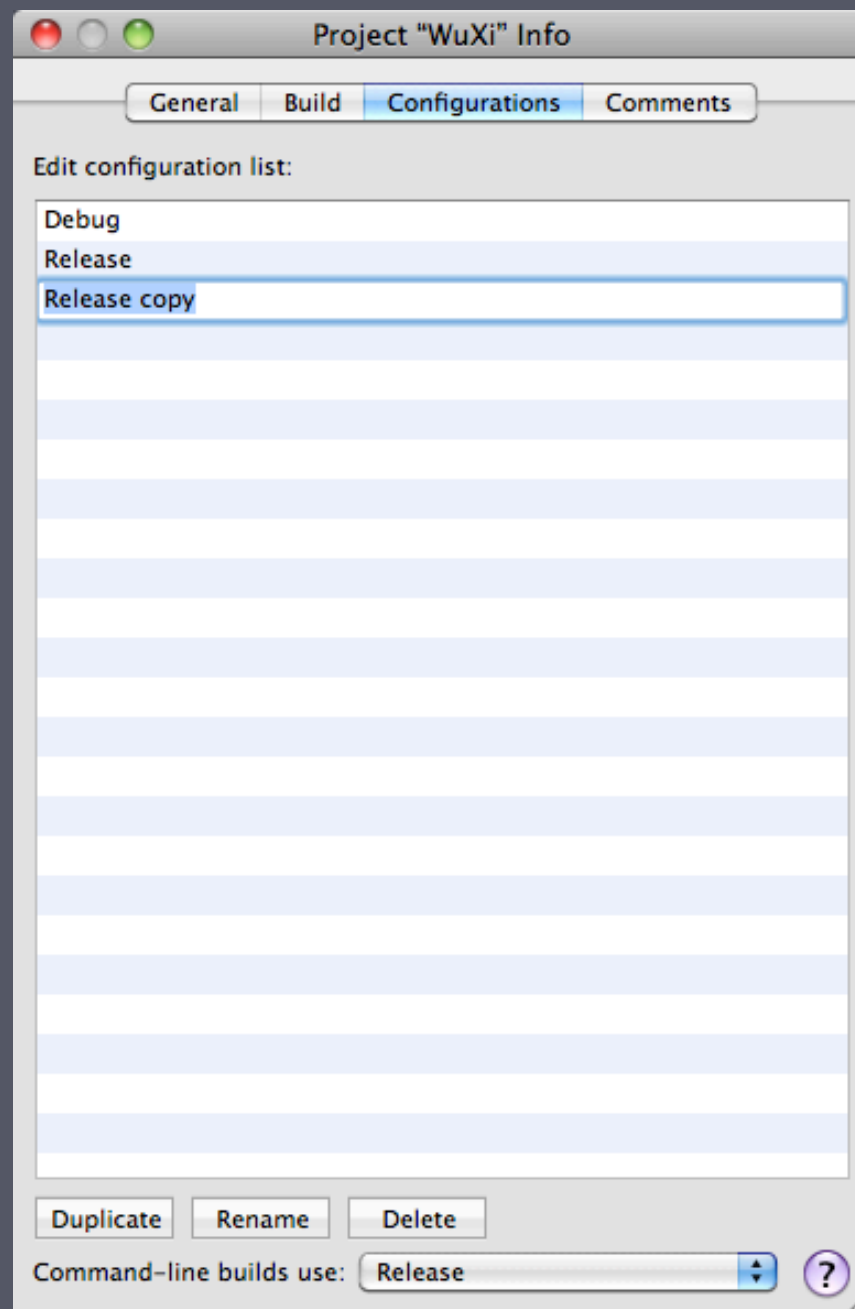 Project “WuXi” Info
General Build Configurations Comments
Edit configuration list:
Debug
Release
Release copy
Duplicate Rename Delete
Command-line builds use: Release ?